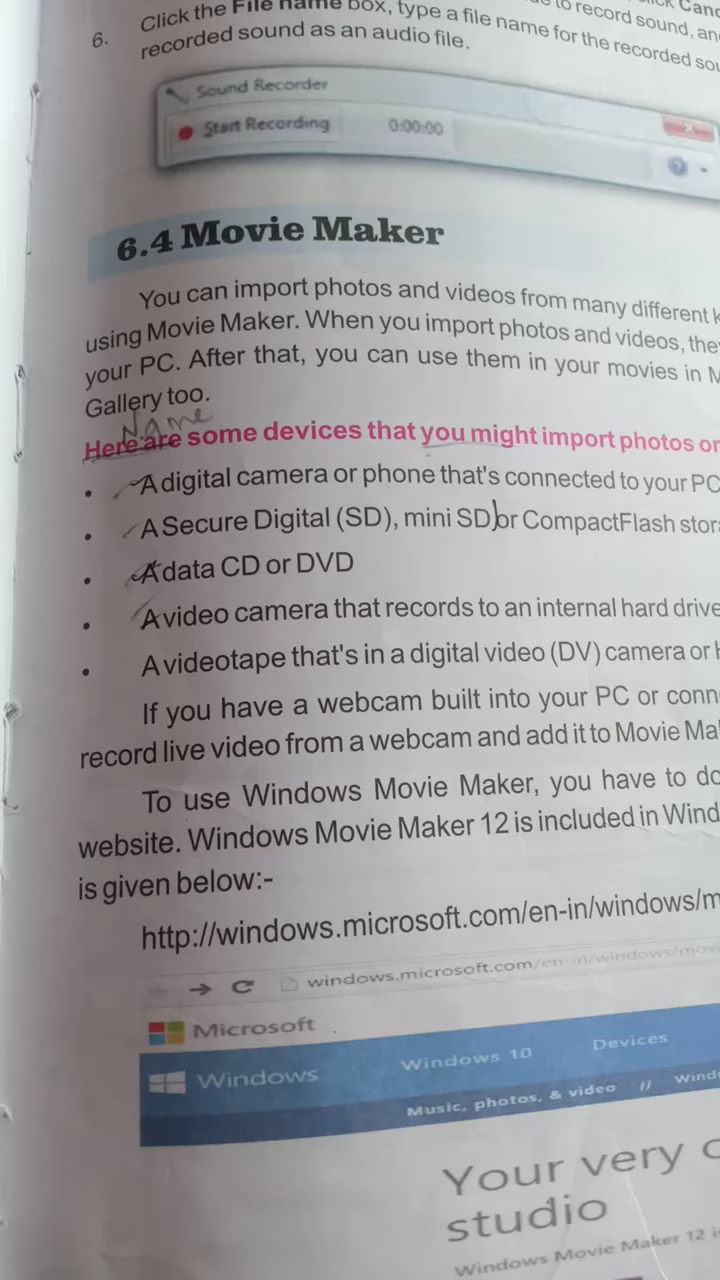 to record sound, an
6. Click the File name box, type a file name for the recorded sou
recorded sound as an audio file.
Sound Recorder
Start Recording 0:00:00
6.4 Movie Maker
You can import photos and videos from many different k
using Movie Maker. When you import photos and videos, the
your PC. After that, you can use them in your movies in M
Gallery too.
Name
Here are some devices that you might import photos or
• A digital camera or phone that's connected to your PC
• A Secure Digital (SD), mini SD or CompactFlash stor
• A data CD or DVD
• A video camera that records to an internal hard drive
• A videotape that's in a digital video (DV) camera or H
If you have a webcam built into your PC or conn
record live video from a webcam and add it to Movie Ma
To use Windows Movie Maker, you have to do
website. Windows Movie Maker 12 is included in Wind
is given below:-
http://windows.microsoft.com/en-in/windows/m
windows.microsoft.com/en-in/windows/movi
Microsoft
Windows Windows 10 Devices
Music, photos, & video // Windo
Your very o
studio
Windows Movie Maker 12 i